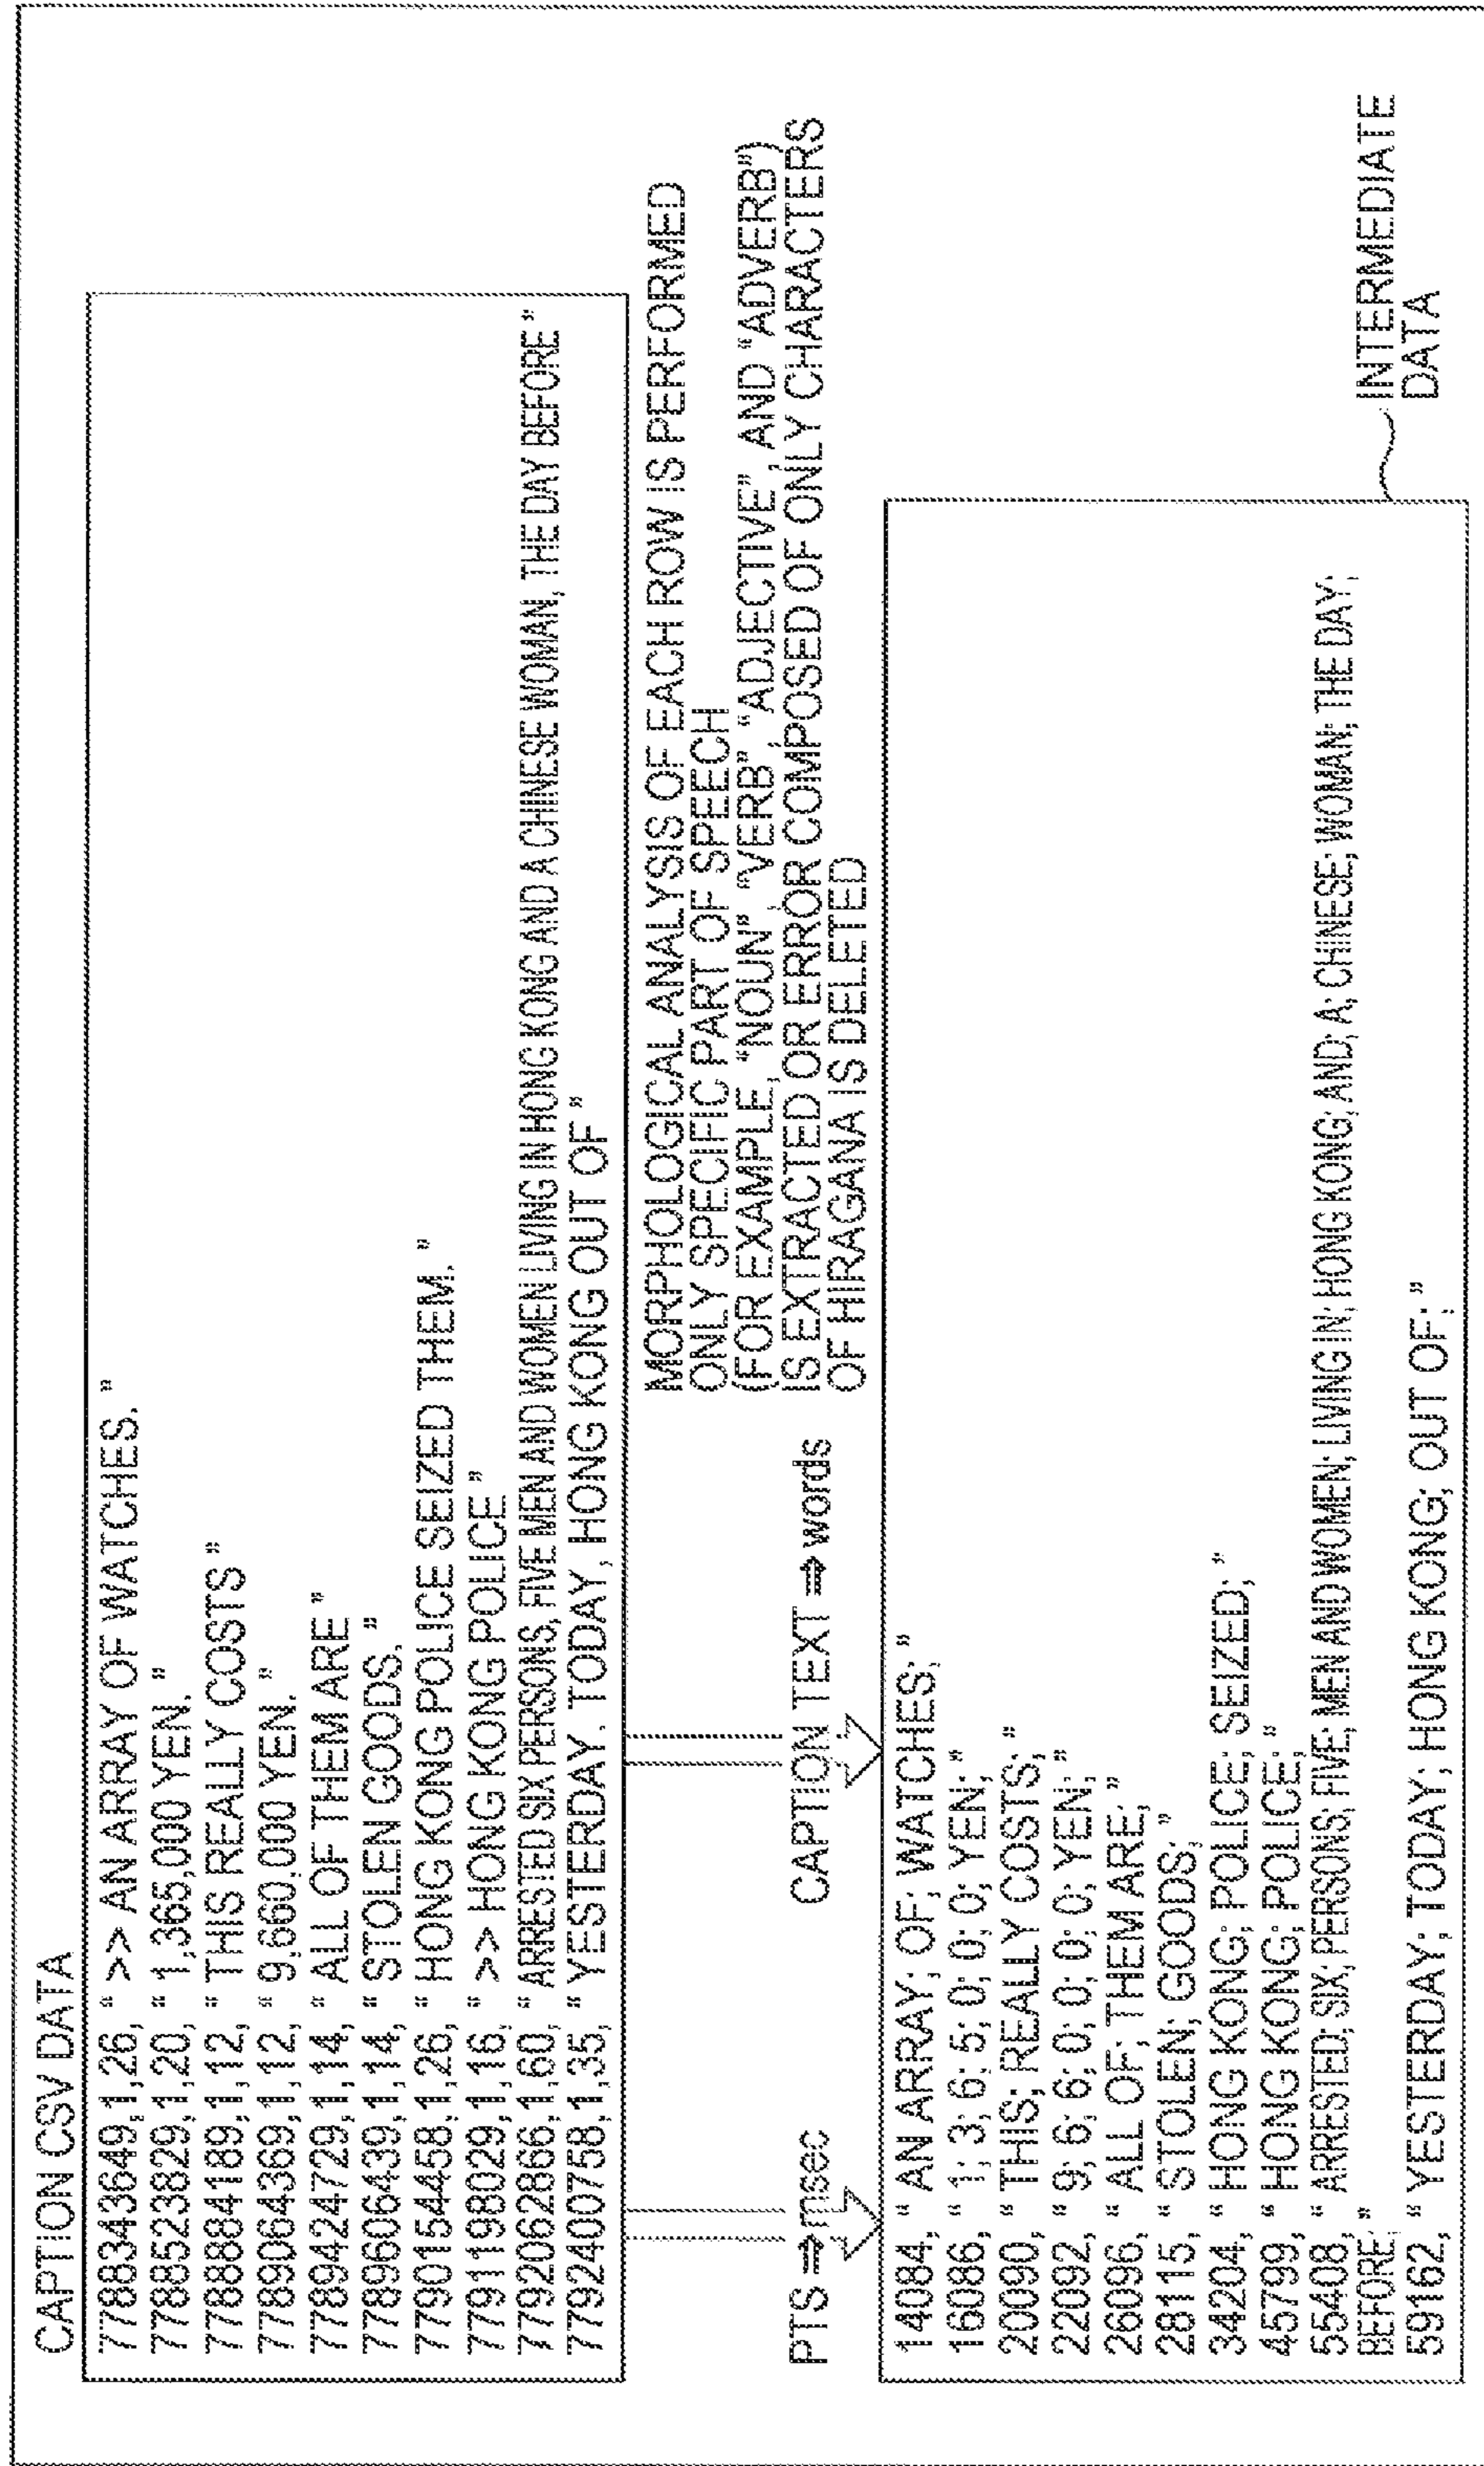 CAPTION CSV DATA
7788343649,1,26, " >> AN ARRAY OF WATCHES. "
7788523829,1,20, " 1,365,000 YEN. "
7788884189,1,12, " THIS REALLY COSTS "
7789064369,1,12, " 9,660,000 YEN. "
7789424729,1,14, " ALL OF THEM ARE "
7789606439,1,14, " STOLEN GOODS. "
7790154458,1,26, " HONG KONG POLICE SEIZED THEM. "
7791198029,1,16, " >> HONG KONG POLICE "
7792062866,1,60, " ARRESTED SIX PERSONS, FIVE MEN AND WOMEN LIVING IN HONG KONG AND A CHINESE WOMAN, THE DAY BEFORE "
7792400758,1,35, " YESTERDAY. TODAY, HONG KONG OUT OF "
PTS ⇒ msec
CAPTION TEXT ⇒ words
MORPHOLOGICAL ANALYSIS OF EACH ROW IS PERFORMED
ONLY SPECIFIC PART OF SPEECH
(FOR EXAMPLE, "NOUN", "VERB", "ADJECTIVE", AND "ADVERB")
IS EXTRACTED OR ERROR COMPOSED OF ONLY CHARACTERS
OF HIRAGANA IS DELETED
14084, " AN ARRAY; OF; WATCHES; "
16086, " 1; 3; 6; 5; 0; 0; 0; YEN; "
20090, " THIS; REALLY COSTS; "
22092, " 9; 6; 6; 0; 0; 0; 0; YEN; "
26096, " ALL OF; THEM ARE; "
28115, " STOLEN; GOODS; "
34204, " HONG KONG; POLICE; SEIZED; "
45799, " HONG KONG; POLICE; "
55408, " ARRESTED; SIX; PERSONS; FIVE; MEN AND WOMEN; LIVING IN; HONG KONG; AND; A; CHINESE; WOMAN; THE DAY;
BEFORE; "
59162, " YESTERDAY; TODAY; HONG KONG; OUT OF; "
INTERMEDIATE
DATA